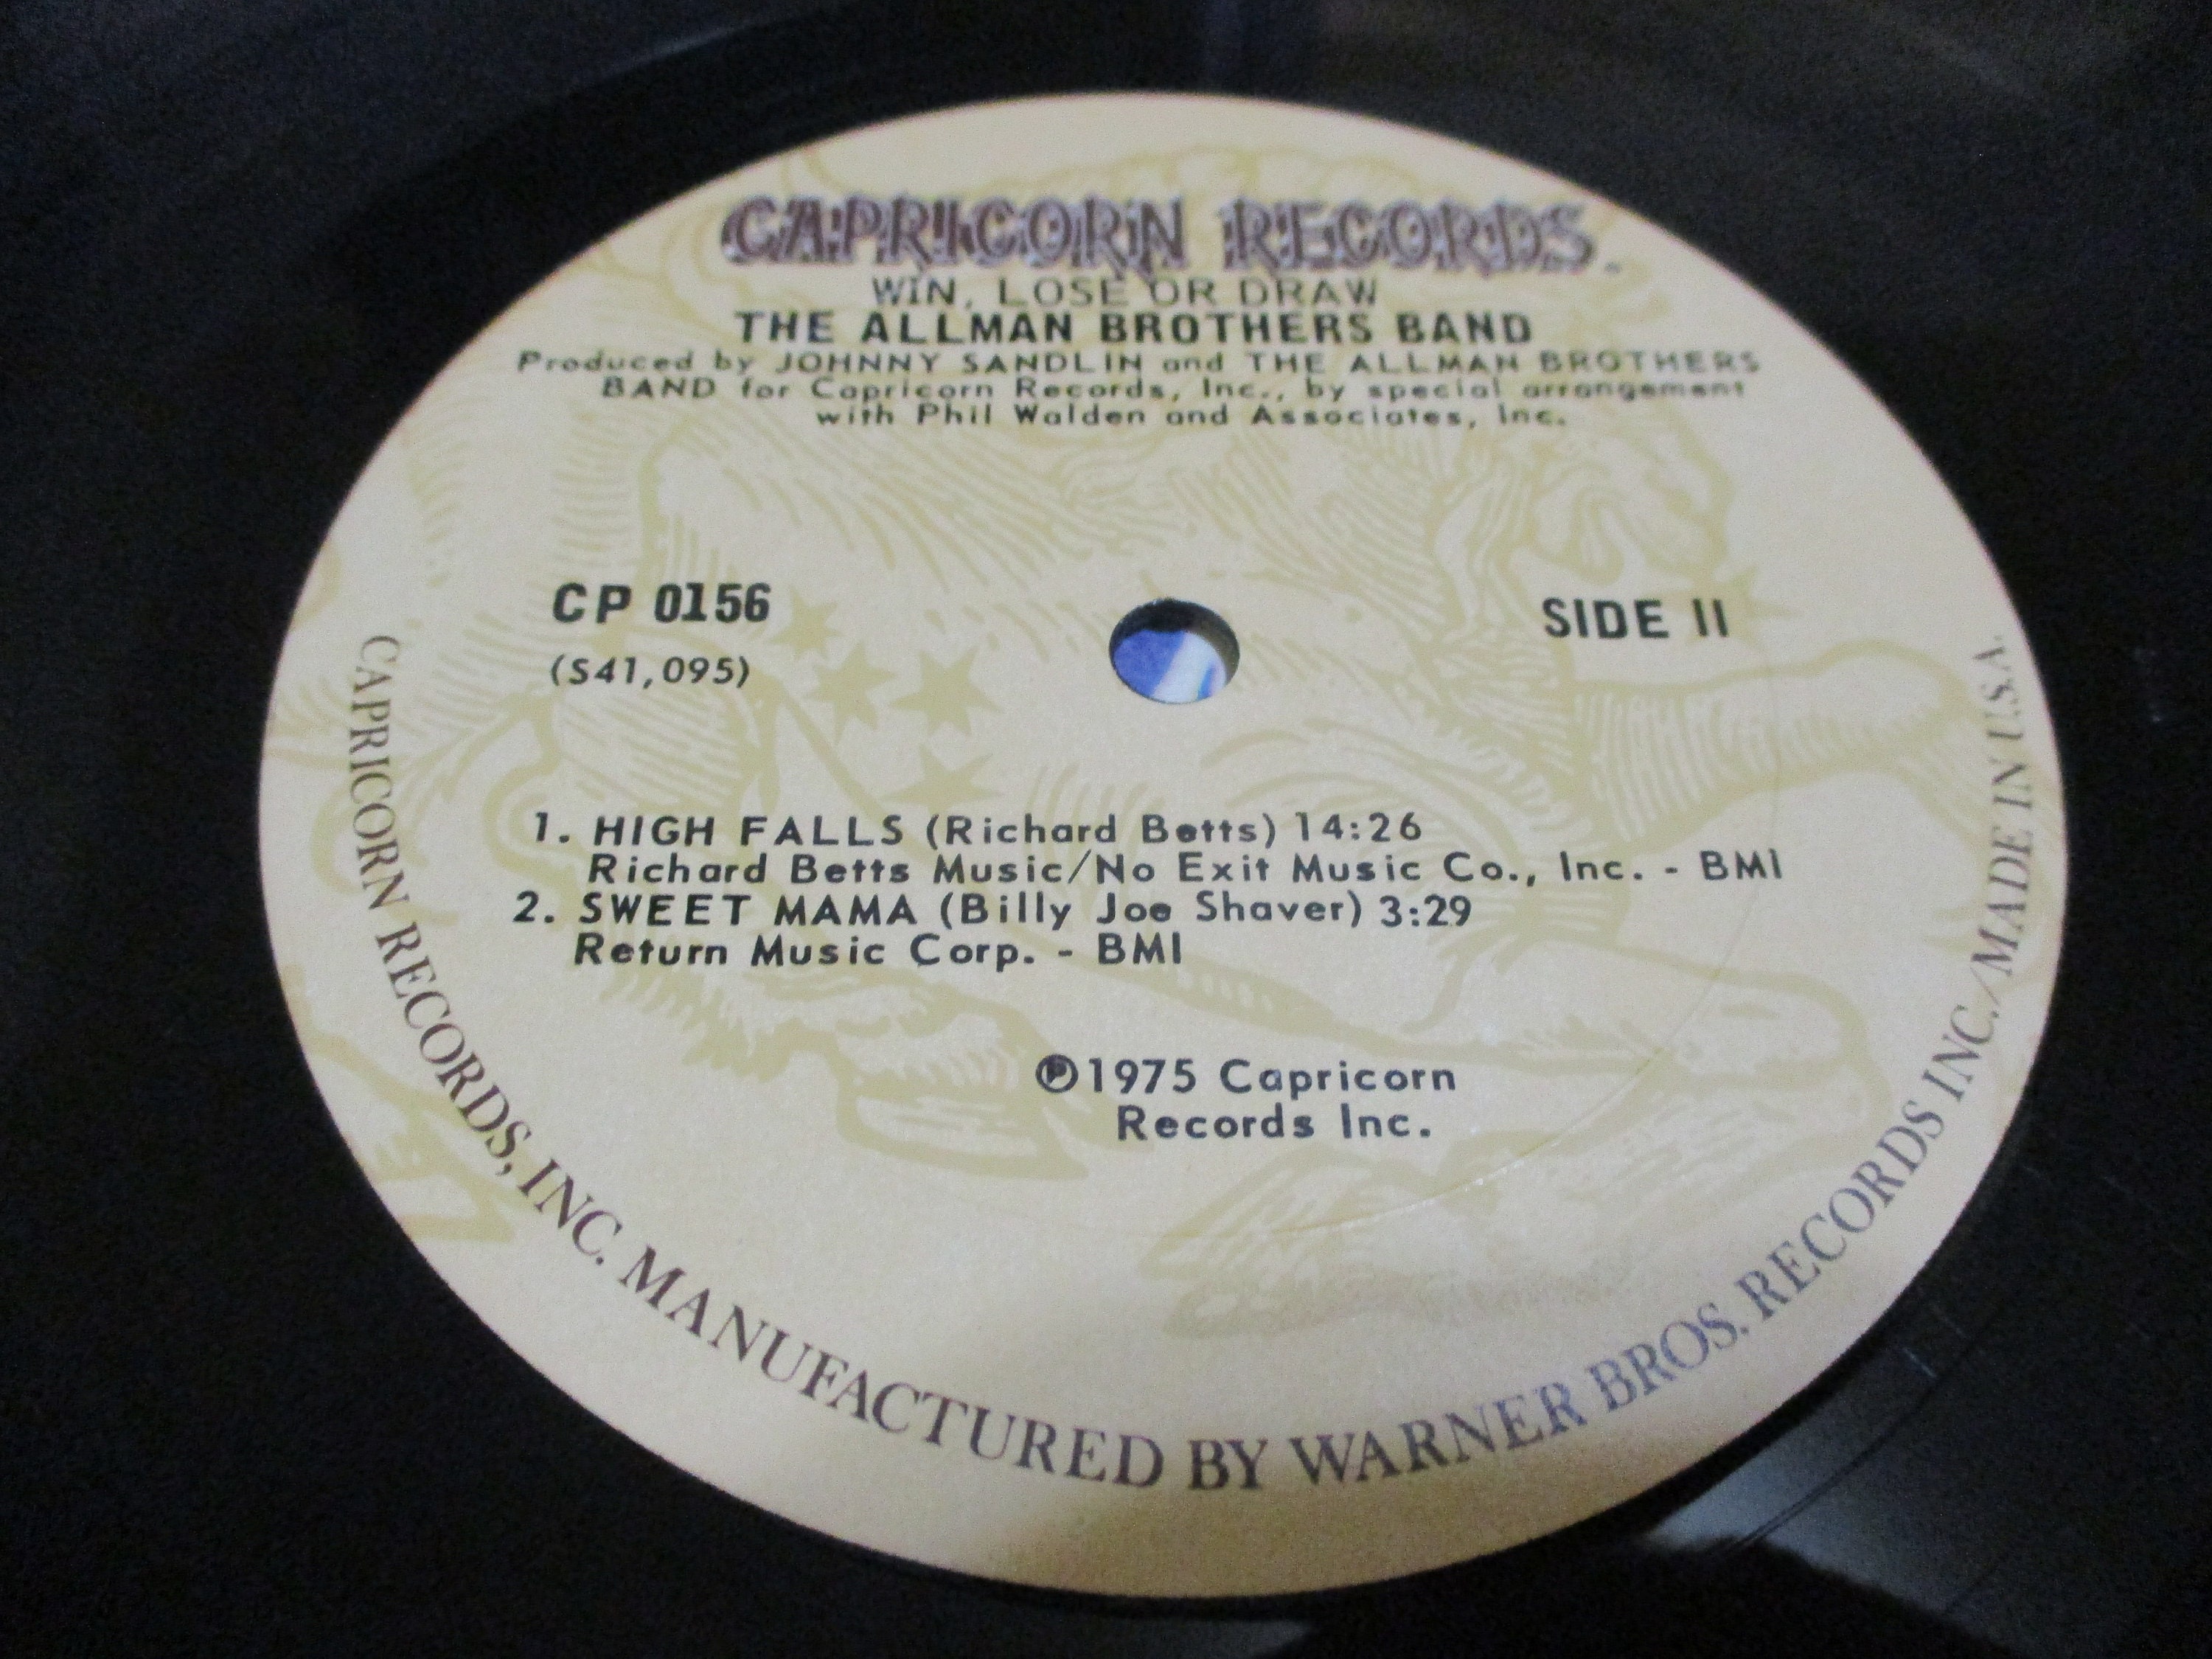 CAPRICORN RECORDS
WIN, LOSE OR DRAW
THE ALLMAN BROTHERS BAND
Produced by JOHNNY SANDLIN and THE ALLMAN BROTHERS
BAND for Capricorn Records, Inc., by special arrangement
with Phil Walden and Associates, Inc.
CP 0156
SIDE II
(S41,095)
1. HIGH FALLS (Richard Betts) 14:26
Richard Betts Music/No Exit Music Co., Inc. - BMI
2. SWEET MAMA (Billy Joe Shaver) 3:29
Return Music Corp. - BMI
℗1975 Capricorn
Records Inc.
CAPRICORN RECORDS, INC. MANUFACTURED BY WARNER BROS. RECORDS INC./MADE IN U.S.A.